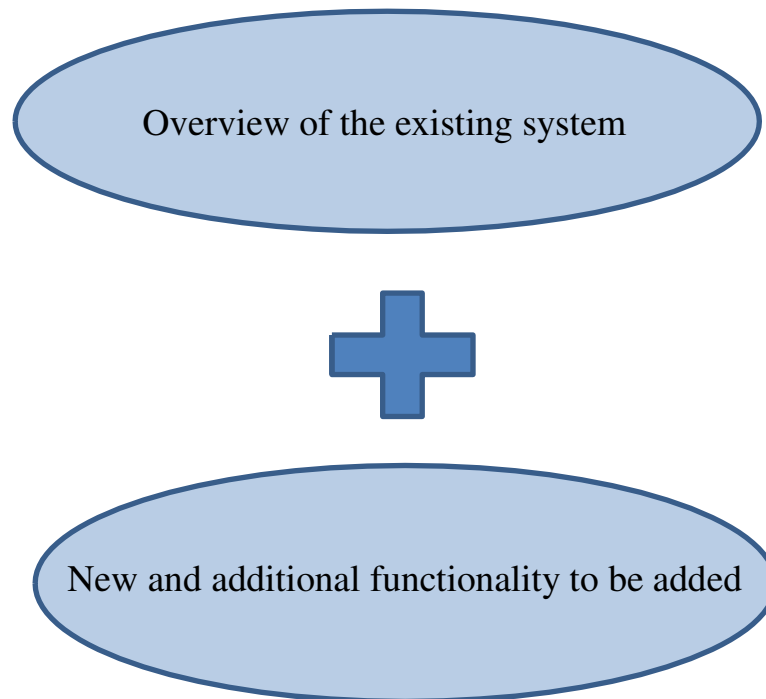 Overview of the existing system
New and additional functionality to be added